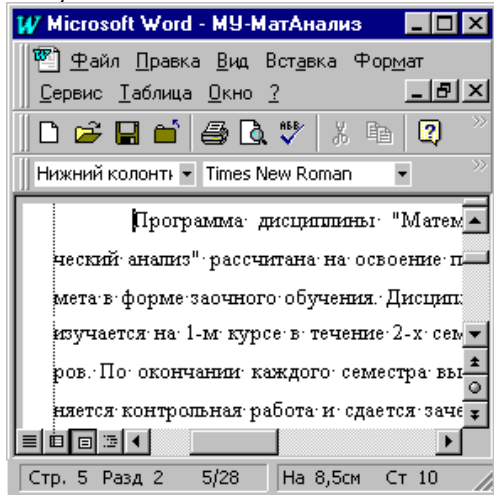 Microsoft Word - МУ-МатАнализ
Файл Правка Вид Вставка Формат
Сервис Таблица Окно ?
Нижний колонти Times New Roman
Программа дисциплины "Матем
ческий анализ" рассчитана на освоение п
мета в форме заочного обучения. Дисципл
изучается на 1-м курсе в течение 2-х сем
ров. По окончании каждого семестра вы
няется контрольная работа и сдается заче
Стр. 5 Разд 2 5/28 На 8,5см Ст 10